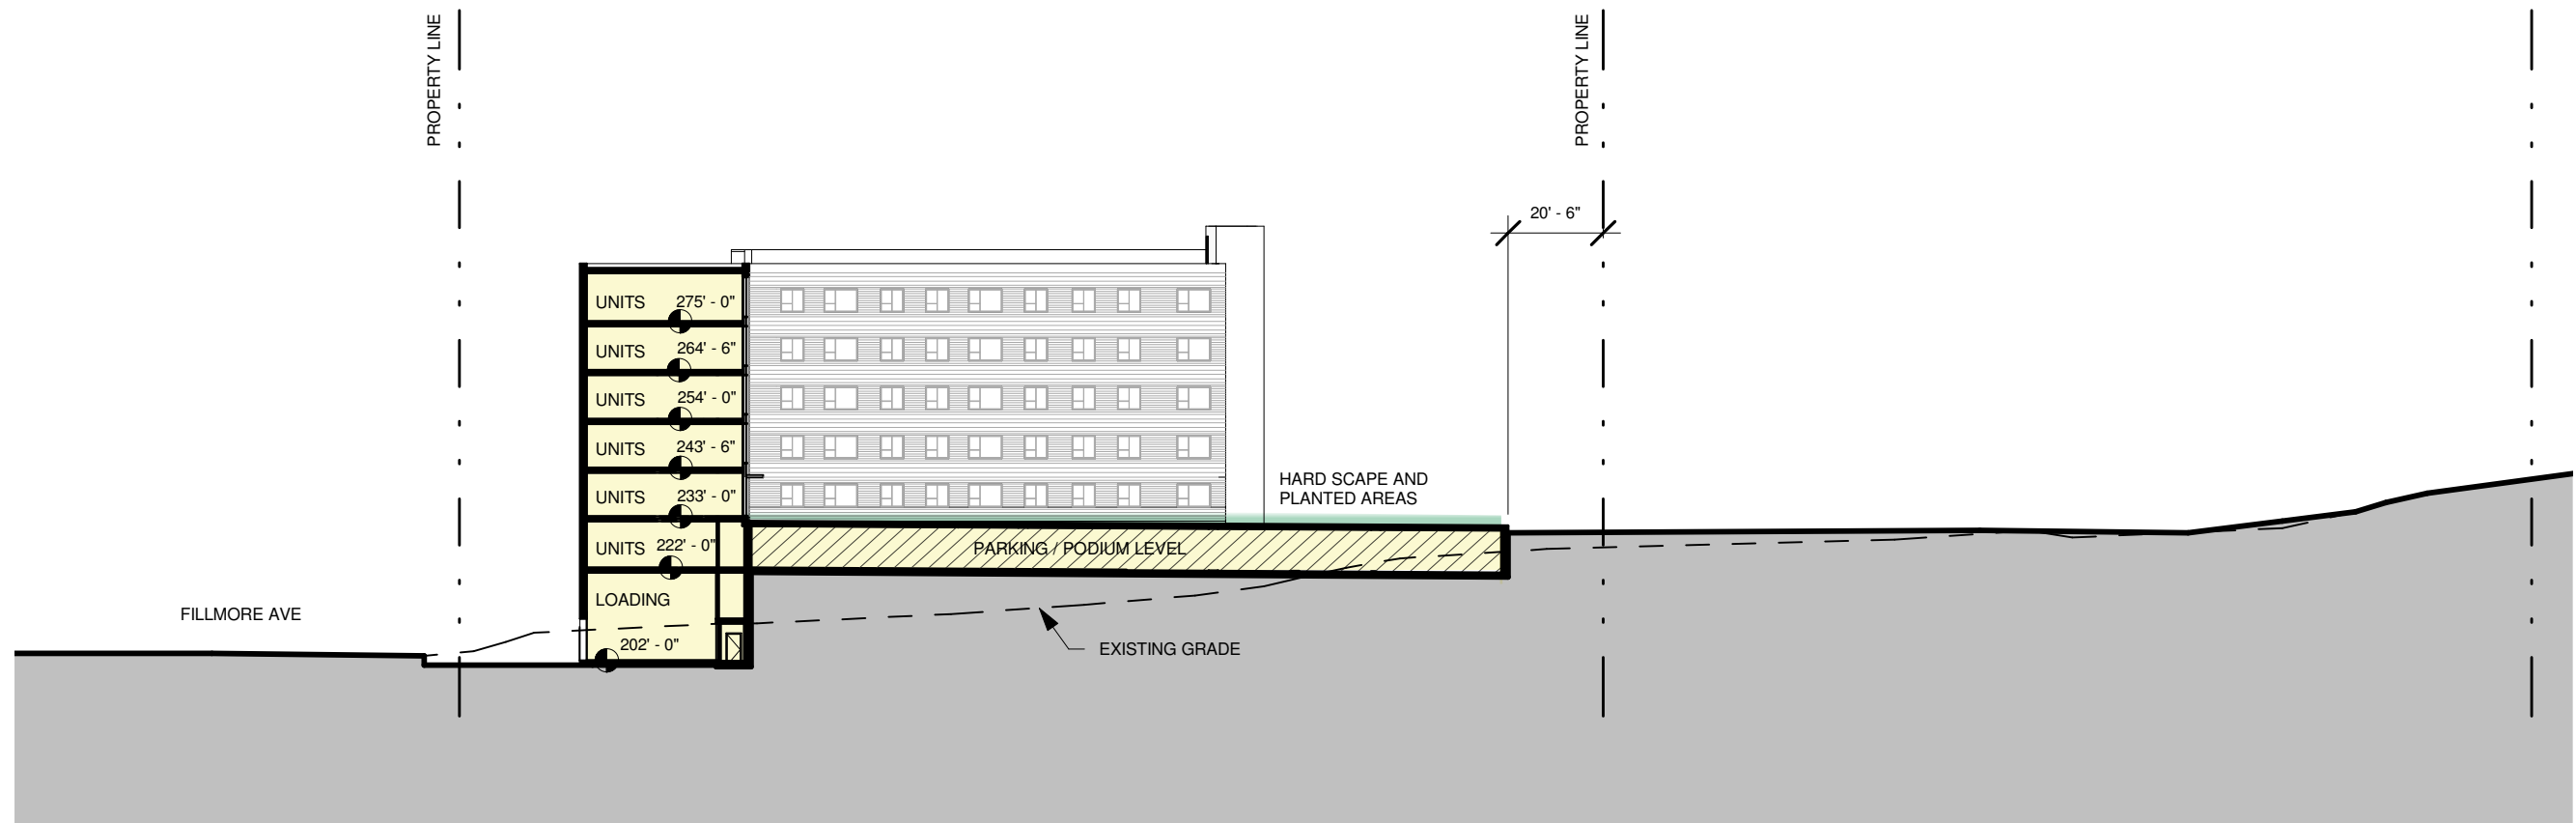 PROPERTY LINE
PROPERTY LINE
20' - 6"
UNITS 275' - 0"
UNITS 264' - 6"
UNITS 254' - 0"
UNITS 243' - 6"
UNITS 233' - 0"
HARD SCAPE AND
PLANTED AREAS
UNITS 222' - 0"
PARKING / PODIUM LEVEL
LOADING
FILLMORE AVE
202' - 0"
EXISTING GRADE